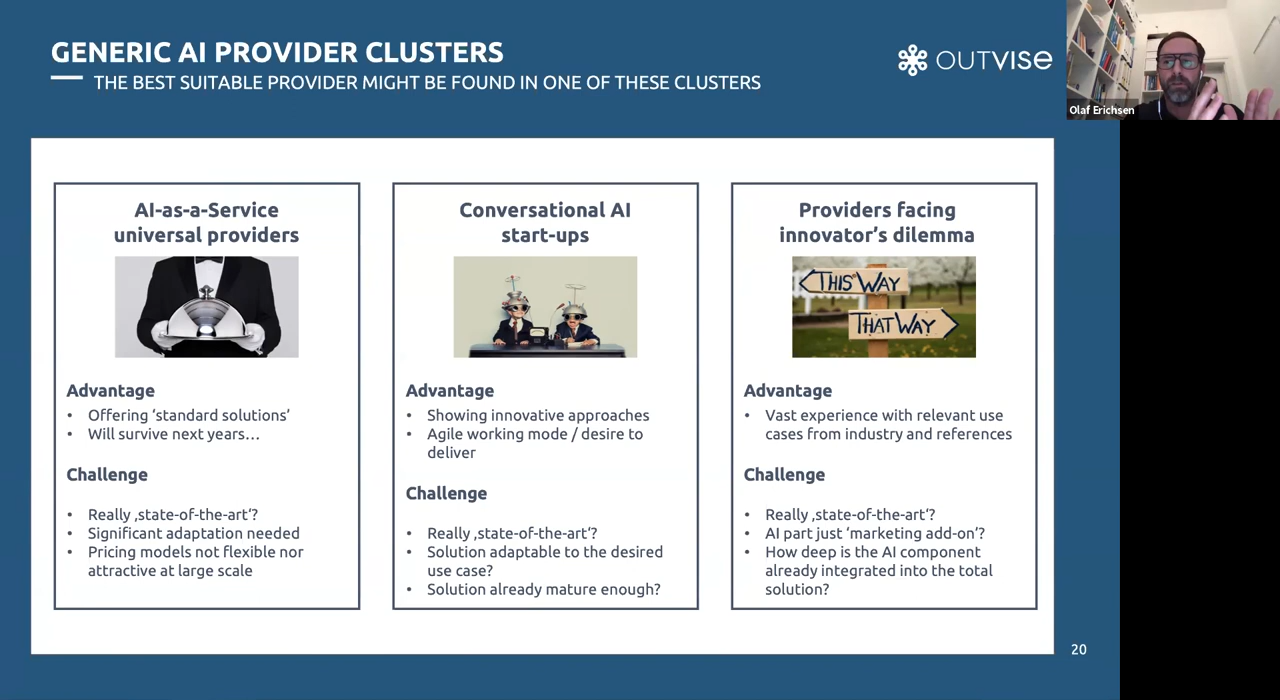 GENERIC AI PROVIDER CLUSTERS
THE BEST SUITABLE PROVIDER MIGHT BE FOUND IN ONE OF THESE CLUSTERS
OUTVISE
Olaf Erichsen
AI-as-a-Service
universal providers
Advantage
• Offering ‘standard solutions’
• Will survive next years…
Challenge
• Really ‚state-of-the-art‘?
• Significant adaptation needed
• Pricing models not flexible nor
attractive at large scale
Conversational AI
start-ups
Advantage
• Showing innovative approaches
• Agile working mode / desire to
deliver
Challenge
• Really ‚state-of-the-art‘?
• Solution adaptable to the desired
use case?
• Solution already mature enough?
Providers facing
innovator’s dilemma
THIS WAY
THAT WAY
Advantage
• Vast experience with relevant use
cases from industry and references
Challenge
• Really ‚state-of-the-art‘?
• AI part just ‘marketing add-on’?
• How deep is the AI component
already integrated into the total
solution?
20